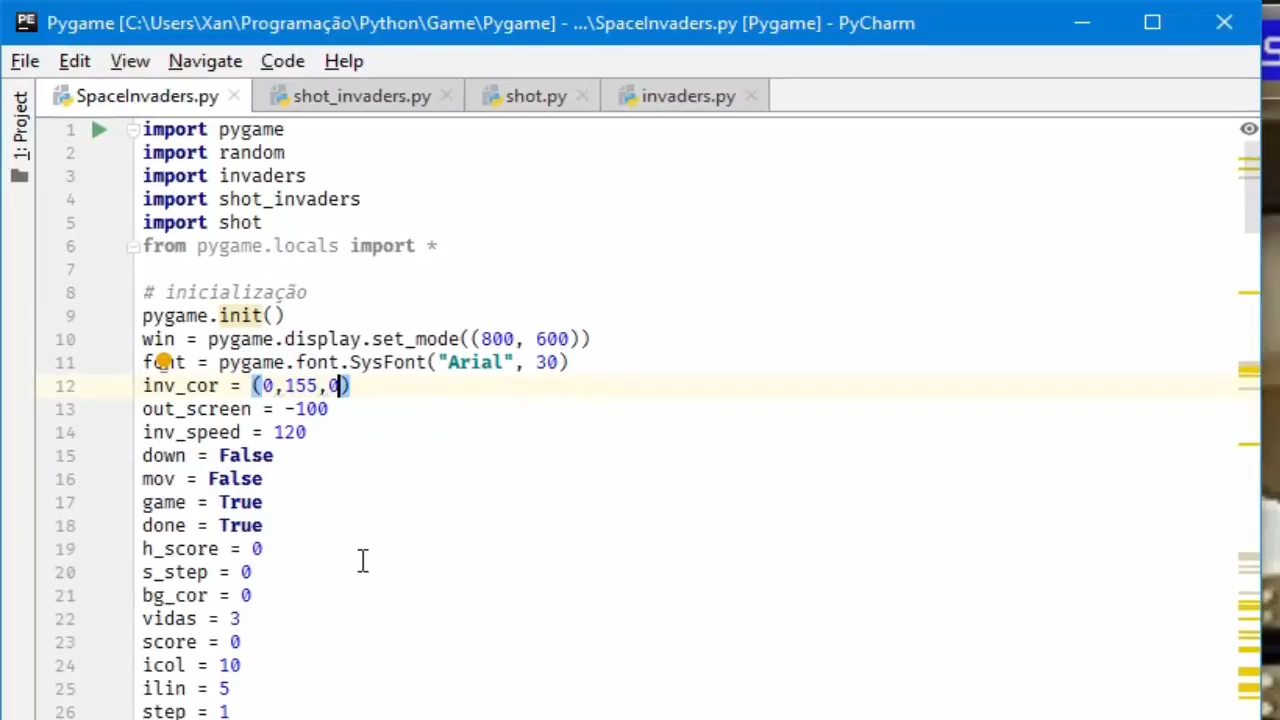 PE Pygame [C:\Users\Xan\Programação\Python\Game\Pygame] - ...\SpaceInvaders.py [Pygame] - PyCharm
File Edit View Navigate Code Help
1: Project
SpaceInvaders.py shot_invaders.py shot.py invaders.py
1 import pygame
2 import random
3 import invaders
4 import shot_invaders
5 import shot
6 from pygame.locals import *
7
8 # inicialização
9 pygame.init()
10 win = pygame.display.set_mode((800, 600))
11 font = pygame.font.SysFont("Arial", 30)
12 inv_cor = (0,155,0)
13 out_screen = -100
14 inv_speed = 120
15 down = False
16 mov = False
17 game = True
18 done = True
19 h_score = 0
20 s_step = 0
21 bg_cor = 0
22 vidas = 3
23 score = 0
24 icol = 10
25 ilin = 5
26 step = 1